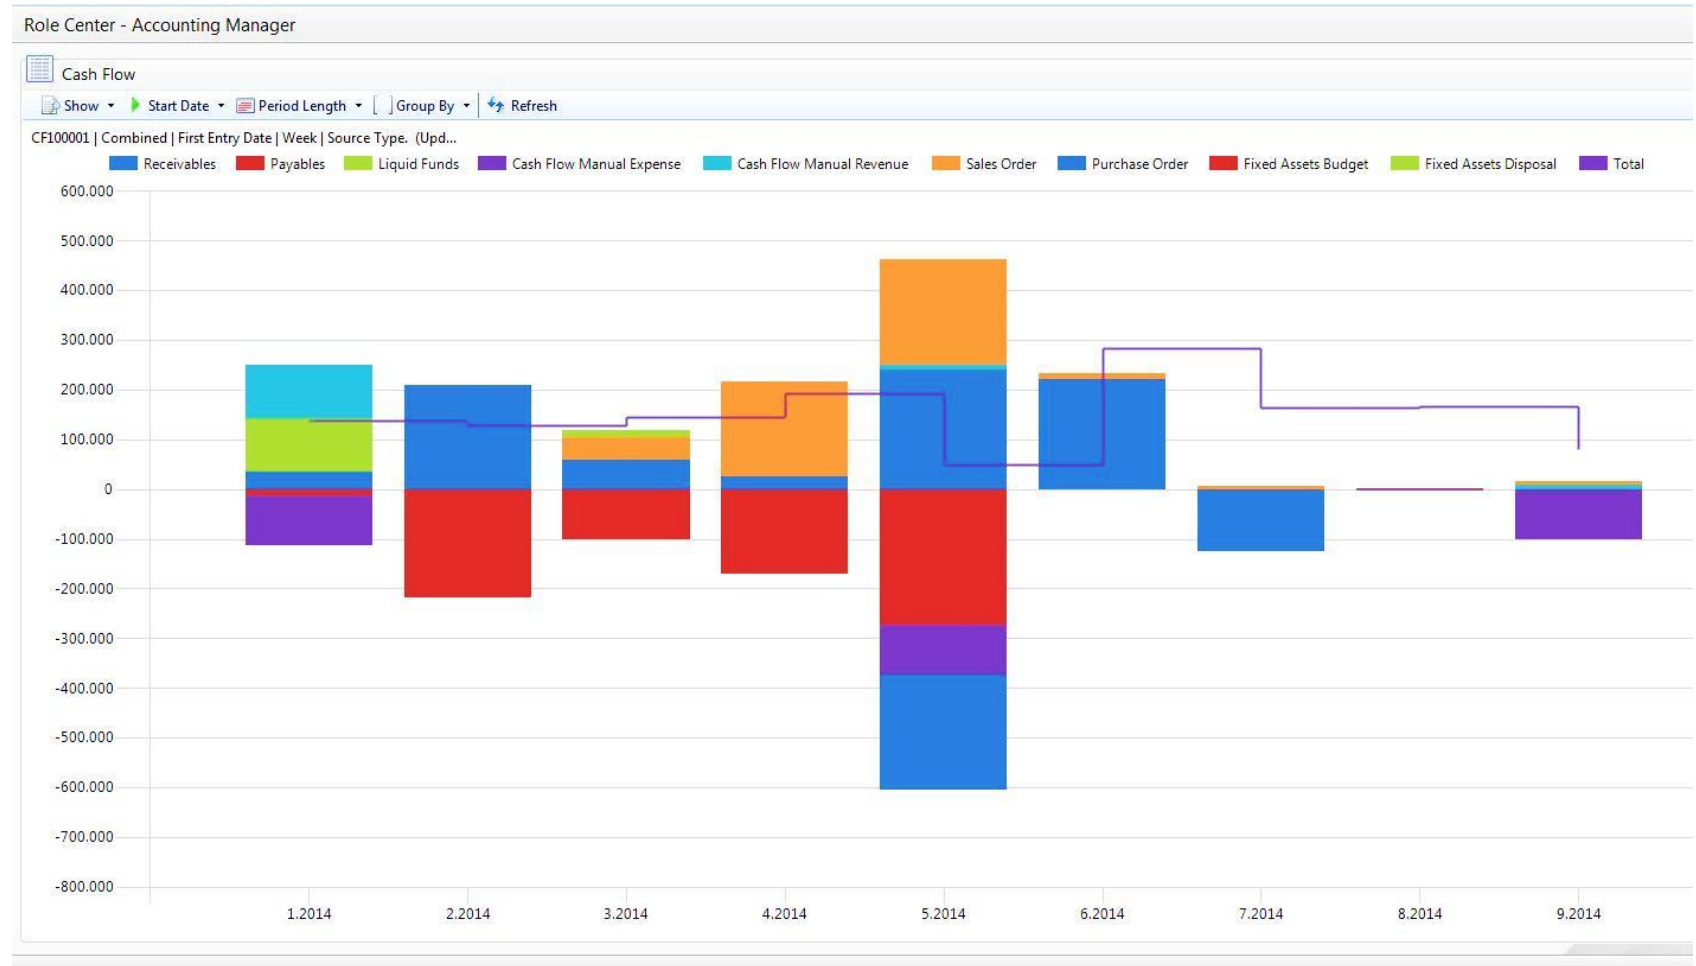 Role Center - Accounting Manager
Cash Flow
Show Start Date Period Length Group By Refresh
CF100001 | Combined | First Entry Date | Week | Source Type. (Upd...
Receivables Payables Liquid Funds Cash Flow Manual Expense Cash Flow Manual Revenue Sales Order Purchase Order Fixed Assets Budget Fixed Assets Disposal Total
600.000
500.000
400.000
300.000
200.000
100.000
0
-100.000
-200.000
-300.000
-400.000
-500.000
-600.000
-700.000
-800.000
1.2014 2.2014 3.2014 4.2014 5.2014 6.2014 7.2014 8.2014 9.2014